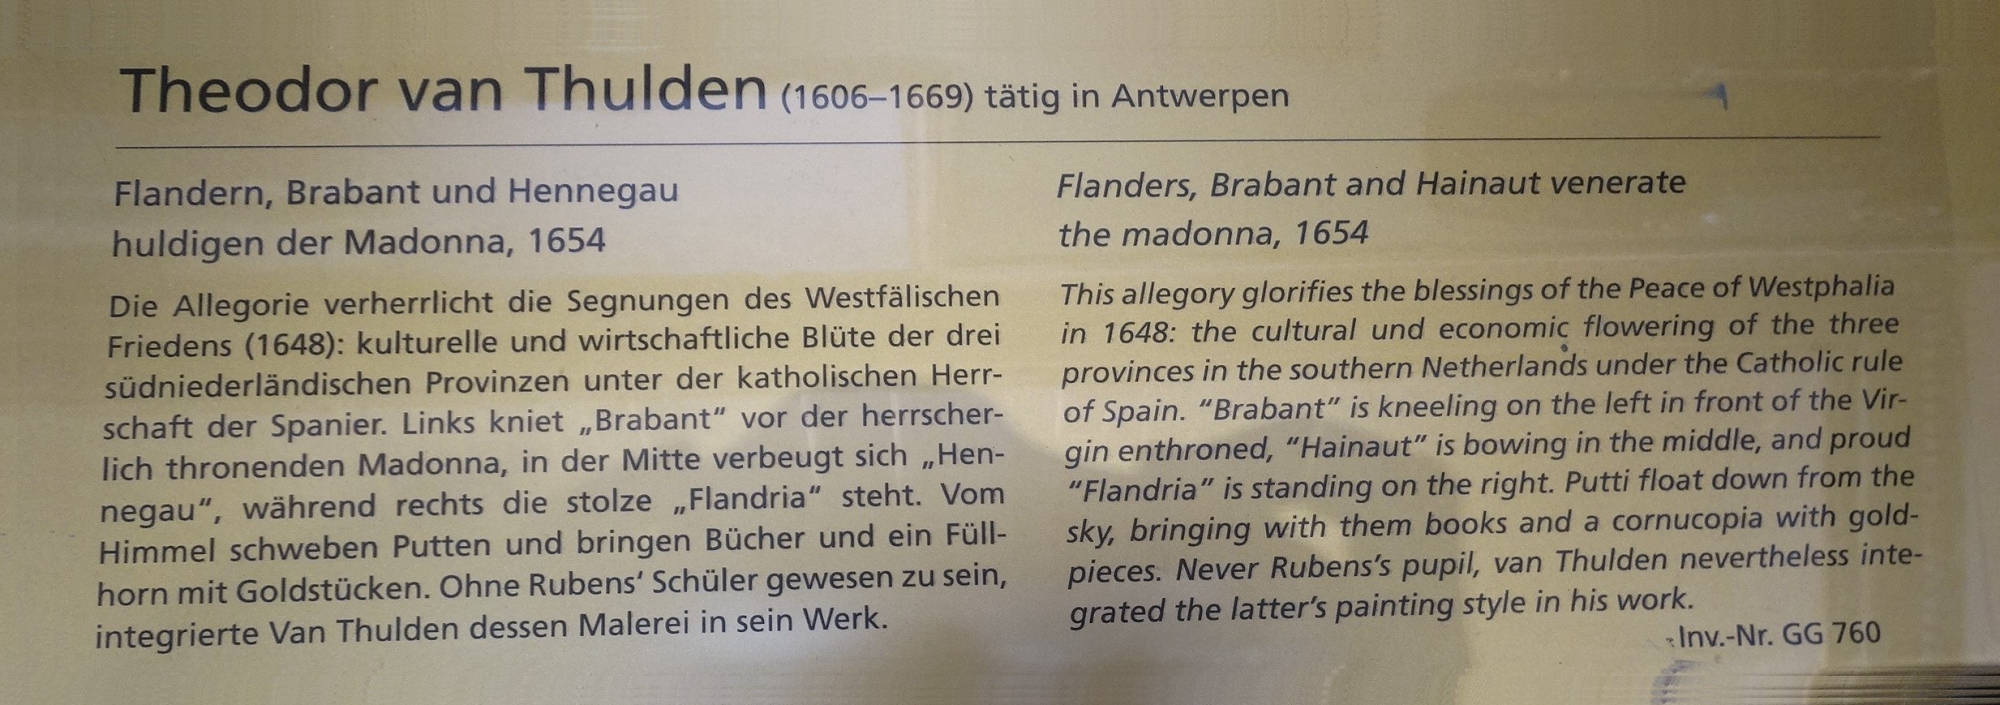 Theodor van Thulden (1606–1669) tätig in Antwerpen
Flandern, Brabant und Hennegau
huldigen der Madonna, 1654
Die Allegorie verherrlicht die Segnungen des Westfälischen
Friedens (1648): kulturelle und wirtschaftliche Blüte der drei
südniederländischen Provinzen unter der katholischen Herr-
schaft der Spanier. Links kniet „Brabant“ vor der herrscher-
lich thronenden Madonna, in der Mitte verbeugt sich „Hen-
negau“, während rechts die stolze „Flandria“ steht. Vom
Himmel schweben Putten und bringen Bücher und ein Füll-
horn mit Goldstücken. Ohne Rubens‘ Schüler gewesen zu sein,
integrierte Van Thulden dessen Malerei in sein Werk.
Flanders, Brabant and Hainaut venerate
the madonna, 1654
This allegory glorifies the blessings of the Peace of Westphalia
in 1648: the cultural und economic flowering of the three
provinces in the southern Netherlands under the Catholic rule
of Spain. “Brabant” is kneeling on the left in front of the Vir-
gin enthroned, “Hainaut” is bowing in the middle, and proud
“Flandria” is standing on the right. Putti float down from the
sky, bringing with them books and a cornucopia with gold-
pieces. Never Rubens’s pupil, van Thulden nevertheless inte-
grated the latter’s painting style in his work.
Inv.-Nr. GG 760